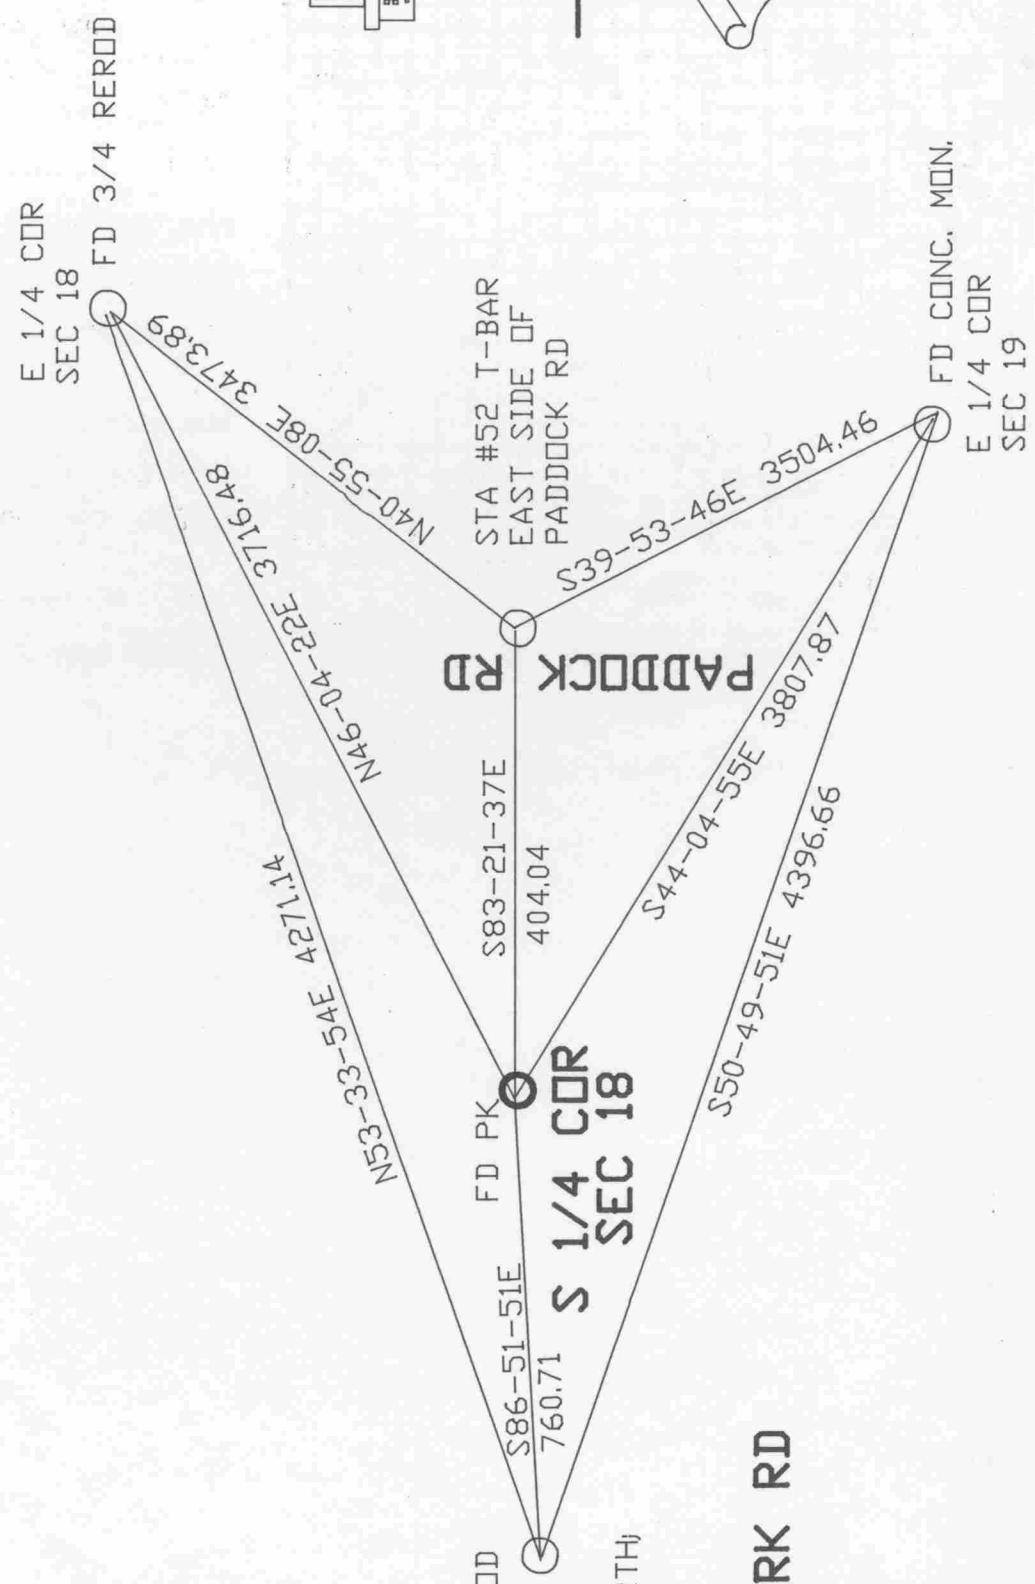 E 1/4 COR
SEC 18
FD 3/4 REROD
N40-55-08E 3473.89
N46-04-22E 3716.48
N53-33-54E 4271.14
STA #52 T-BAR
EAST SIDE OF
PADDOCK RD
S39-53-46E 3504.46
FD CONC. MON.
E 1/4 COR
SEC 19
PADDOCK RD
S83-21-37E
404.04
S44-04-55E 3807.87
S50-49-51E 4396.66
FD PK
S 1/4 COR
SEC 18
S86-51-51E
760.71
OD
TH;
RK RD